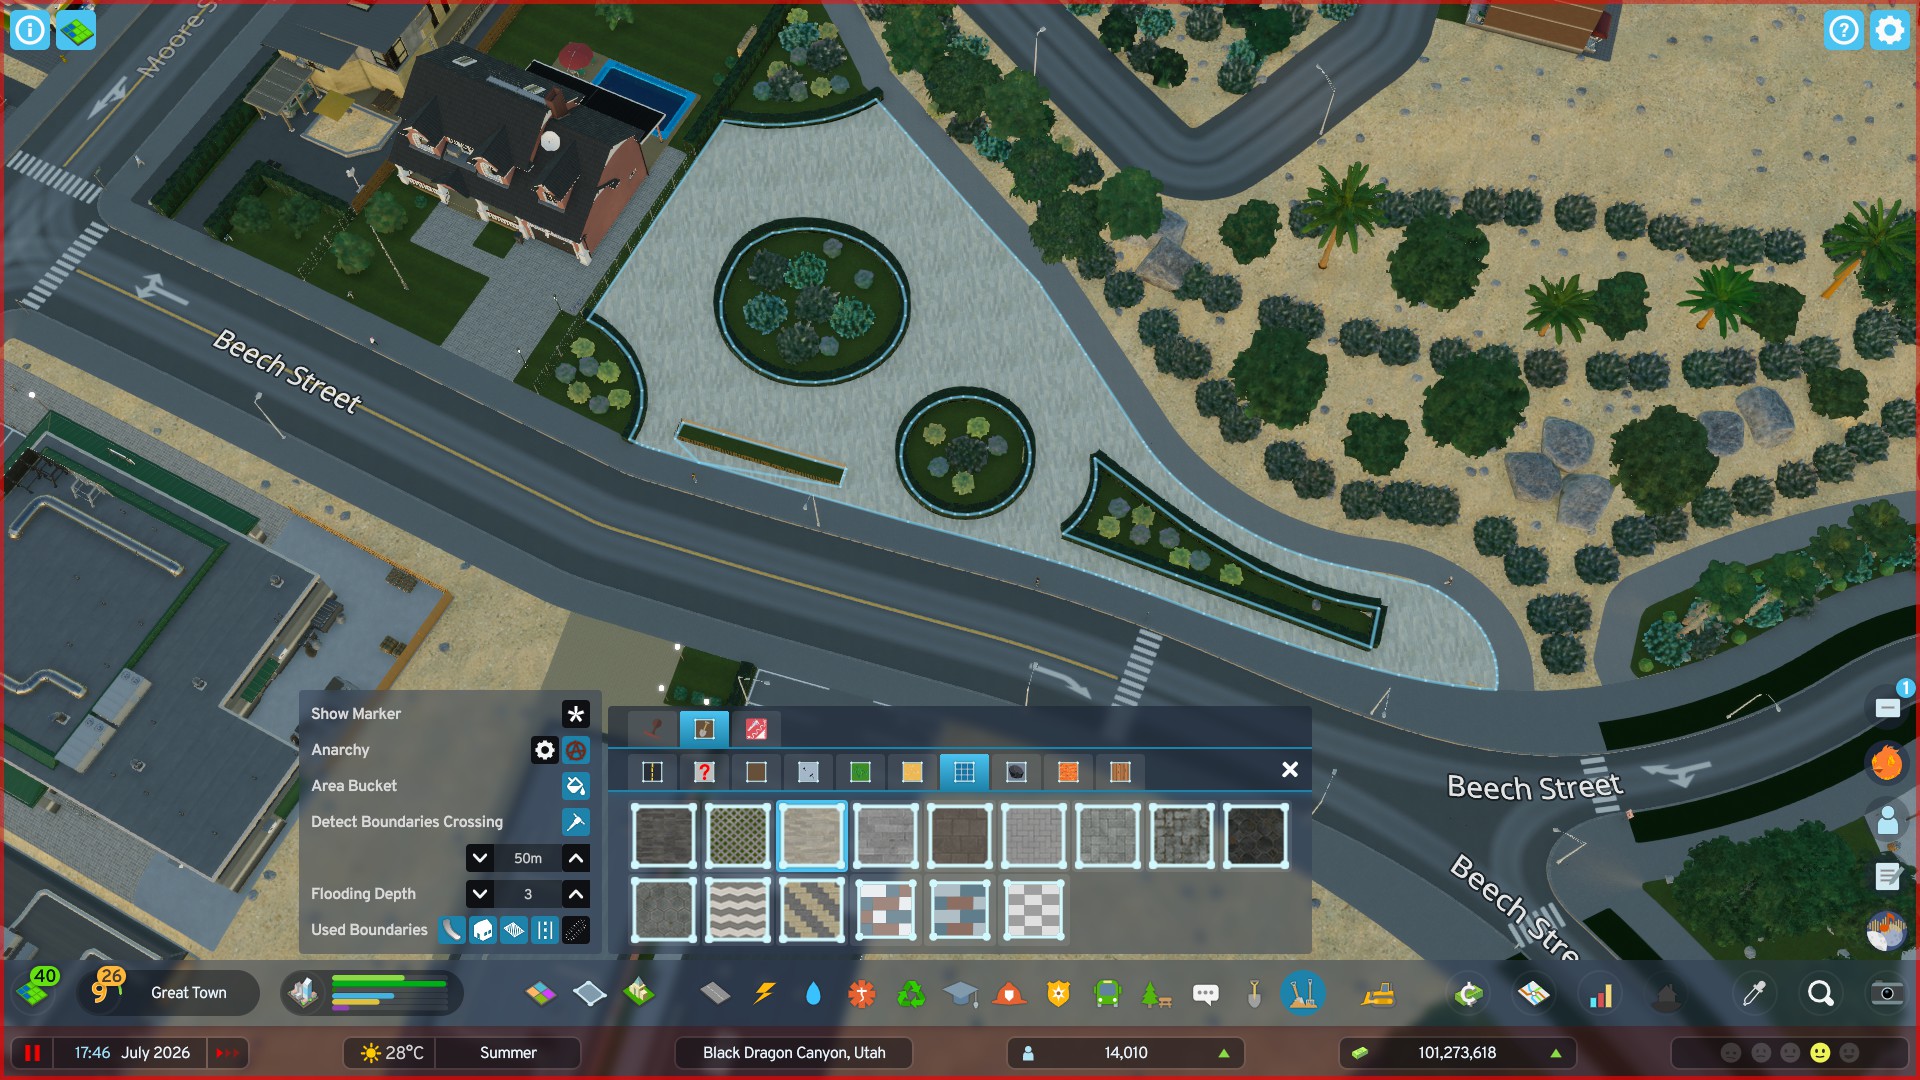 Moore S
Beech Street
Beech Street
Beech Stre
Show Marker
Anarchy
Area Bucket
Detect Boundaries Crossing
50m
Flooding Depth
3
Used Boundaries
?
?
1
40
26
Great Town
17:46 July 2026
28°C
Summer
Black Dragon Canyon, Utah
14,010
101,273,618